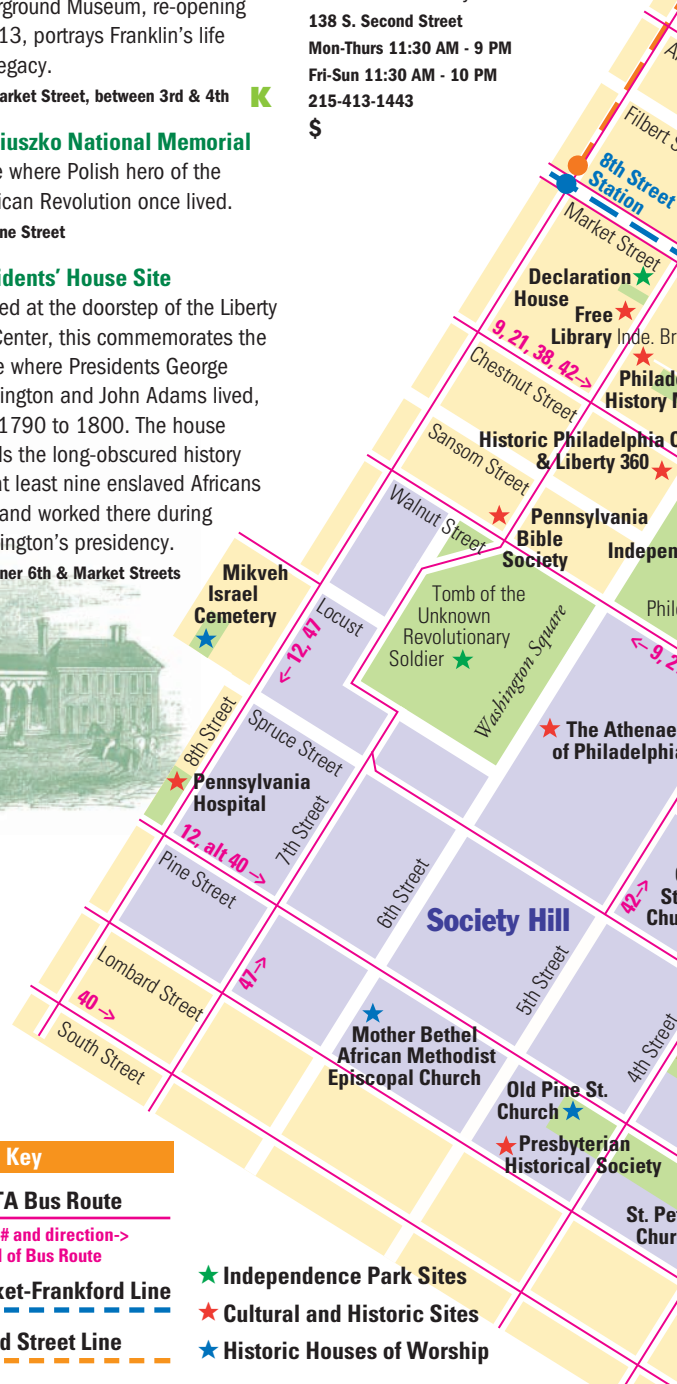 rground Museum, re-opening
13, portrays Franklin's life
egacy.
arket Street, between 3rd & 4th K
iuszko National Memorial
e where Polish hero of the
ican Revolution once lived.
ne Street
idents' House Site
ed at the doorstep of the Liberty
Center, this commemorates the
e where Presidents George
ington and John Adams lived,
1790 to 1800. The house
ls the long-obscured history
at least nine enslaved Africans
and worked there during
ington's presidency.
ner 6th & Market Streets
138 S. Second Street
Mon-Thurs 11:30 AM - 9 PM
Fri-Sun 11:30 AM - 10 PM
215-413-1443
$
A
Filbert S
8th Street
Station
Market Street
Declaration
House
Free
Library
Inde. Br
9, 21, 38, 42->
Philad
History M
Chestnut Street
Historic Philadelphia C
& Liberty 360
Sansom Street
Pennsylvania
Bible
Society
Indepen
Walnut Street
Mikveh
Israel
Cemetery
Locust
<- 12, 47
Tomb of the
Unknown
Revolutionary
Soldier
Washington Square
Phil
<- 9, 2
The Athenae
of Philadelphia
8th Street
Spruce Street
Pennsylvania
Hospital
7th Street
12, alt 40 ->
Pine Street
6th Street
42->
St
Chu
Society Hill
47->
5th Street
Lombard Street
40 ->
South Street
4th Street
Mother Bethel
African Methodist
Episcopal Church
Old Pine St.
Church
Presbyterian
Historical Society
St. Pe
Chur
Key
TA Bus Route
# and direction->
l of Bus Route
ket-Frankford Line
d Street Line
Independence Park Sites
Cultural and Historic Sites
Historic Houses of Worship